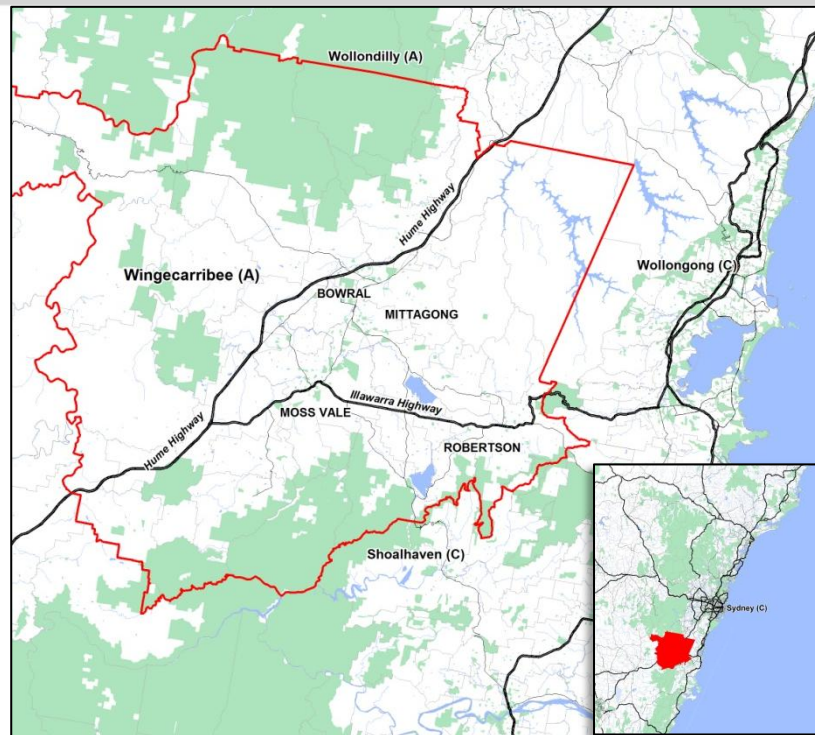 Wollondilly (A)
Hume Highway
Wollongong (C)
Wingecarribee (A)
BOWRAL
MITTAGONG
Illawarra Highway
MOSS VALE
Hume Highway
ROBERTSON
Shoalhaven (C)
Sydney (C)